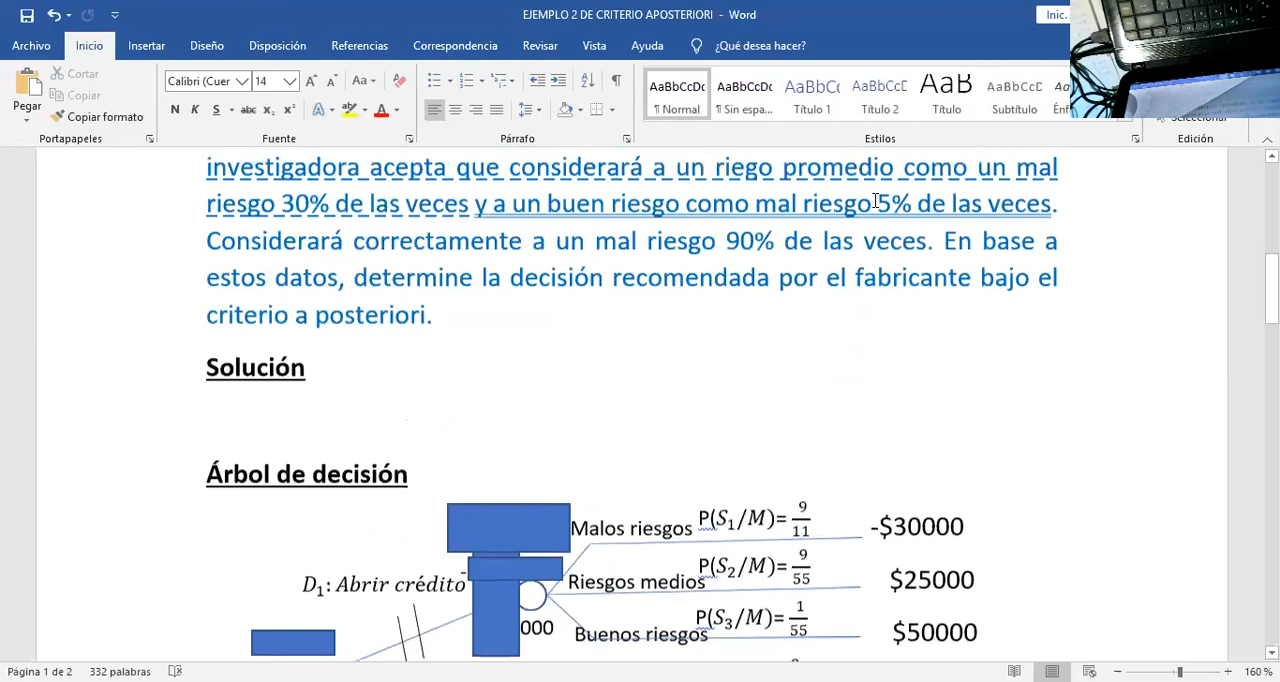 EJEMPLO 2 DE CRITERIO APOSTERIORI - Word
Inic.
Archivo Inicio Insertar Diseño Disposición Referencias Correspondencia Revisar Vista Ayuda ¿Qué desea hacer?
Pegar
Cortar
Copiar
Copiar formato
Calibri (Cuer 14
N K S abc x₂ x²
AaBbCcDc AaBbCcDc AaBbCc AaBbCcC AaB AaBbCcD
¶ Normal ¶ Sin espa... Título 1 Título 2 Título Subtítulo
Portapapeles Fuente Párrafo Estilos Edición
investigadora acepta que considerará a un riego promedio como un mal
riesgo 30% de las veces y a un buen riesgo como mal riesgo 5% de las veces.
Considerará correctamente a un mal riesgo 90% de las veces. En base a
estos datos, determine la decisión recomendada por el fabricante bajo el
criterio a posteriori.
Solución
Árbol de decisión
Malos riesgos P(S₁/M)= 9/11 -$30000
Riesgos medios P(S₂/M)= 9/55 $25000
D₁: Abrir crédito
Buenos riesgos P(S₃/M)= 1/55 $50000
000
Página 1 de 2 332 palabras 160 %